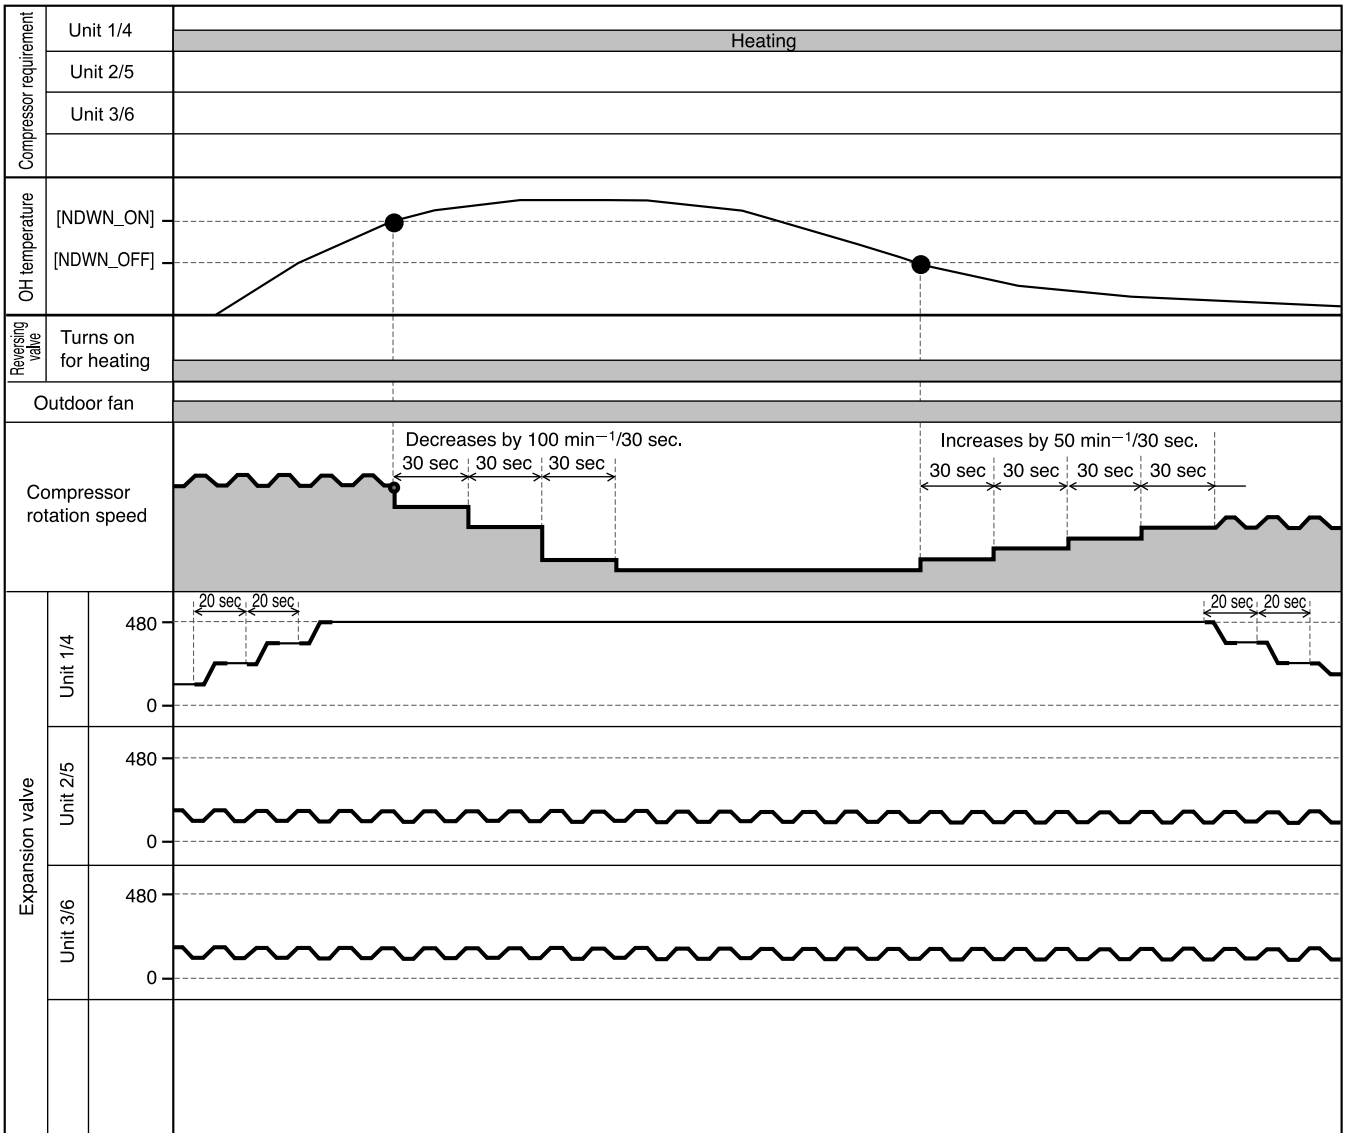 Compressor requirement
Unit 1/4
Heating
Unit 2/5
Unit 3/6
OH temperature
[NDWN_ON]
[NDWN_OFF]
Reversing
valve
Turns on
for heating
Outdoor fan
Compressor
rotation speed
Decreases by 100 min⁻¹/30 sec.
30 sec 30 sec 30 sec
Increases by 50 min⁻¹/30 sec.
30 sec 30 sec 30 sec 30 sec
Expansion valve
Unit 1/4
480
0
20 sec 20 sec
20 sec 20 sec
Unit 2/5
480
0
Unit 3/6
480
0